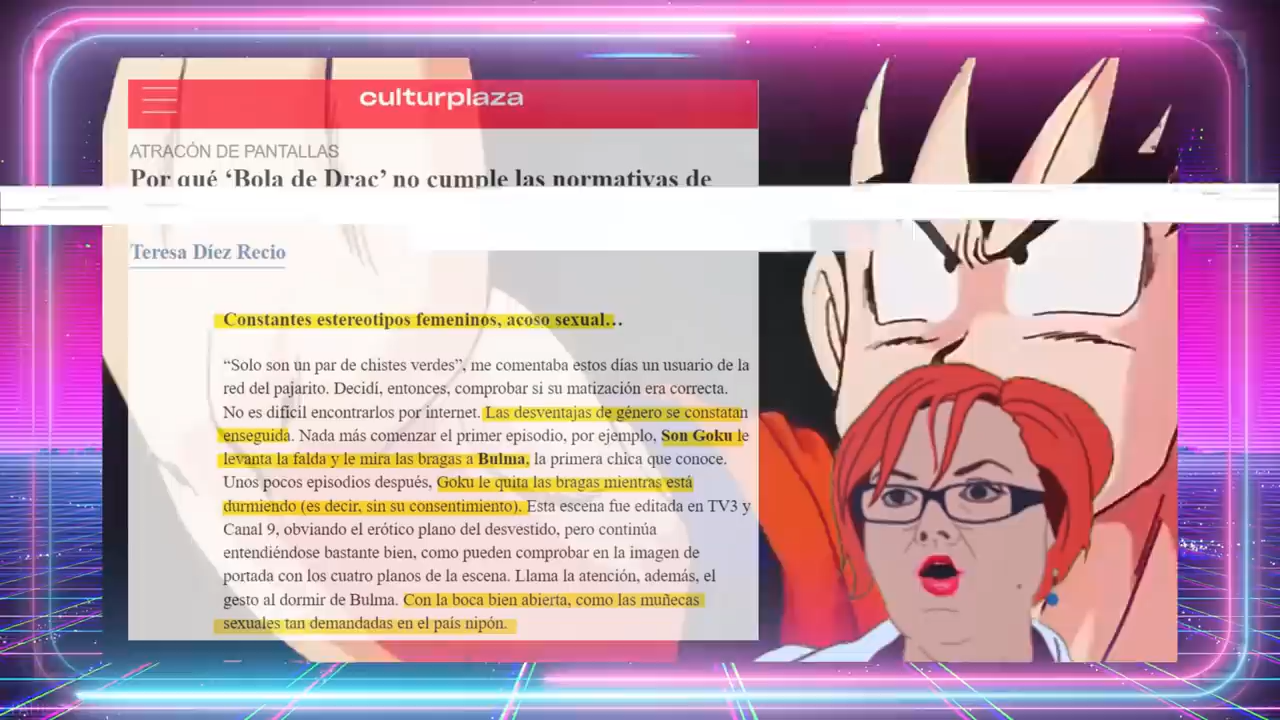 culturplaza
ATRACÓN DE PANTALLAS
Por qué ‘Bola de Drac’ no cumple las normativas de
Teresa Díez Recio
Constantes estereotipos femeninos, acoso sexual…
“Solo son un par de chistes verdes”, me comentaba estos días un usuario de la
red del pajarito. Decidí, entonces, comprobar si su matización era correcta.
No es difícil encontrarlos por internet. Las desventajas de género se constatan
enseguida. Nada más comenzar el primer episodio, por ejemplo, Son Goku le
levanta la falda y le mira las bragas a Bulma, la primera chica que conoce.
Unos pocos episodios después, Goku le quita las bragas mientras está
durmiendo (es decir, sin su consentimiento). Esta escena fue editada en TV3 y
Canal 9, obviando el erótico plano del desvestido, pero continúa
entendiéndose bastante bien, como pueden comprobar en la imagen de
portada con los cuatro planos de la escena. Llama la atención, además, el
gesto al dormir de Bulma. Con la boca bien abierta, como las muñecas
sexuales tan demandadas en el país nipón.